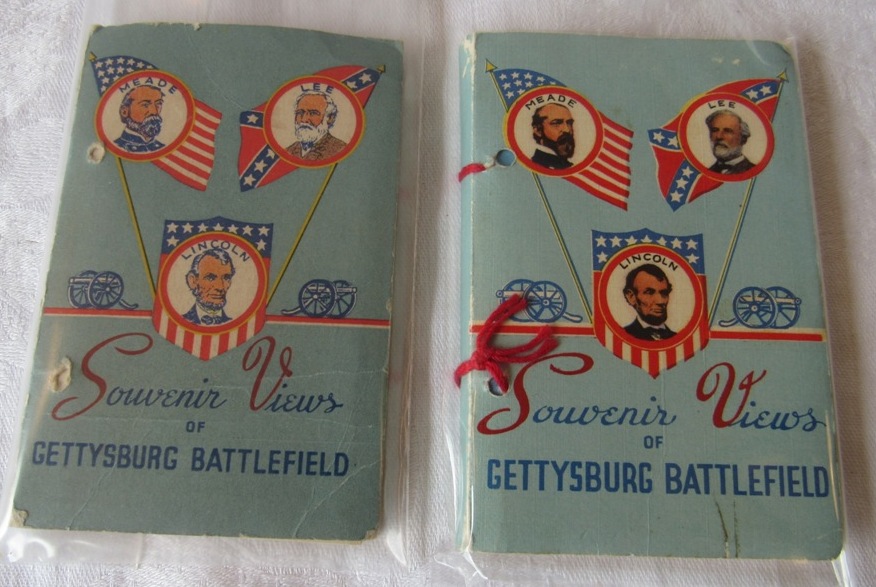 MEADE
LEE
LINCOLN
Souvenir Views
OF
GETTYSBURG BATTLEFIELD
MEADE
LEE
LINCOLN
Souvenir Views
OF
GETTYSBURG BATTLEFIELD